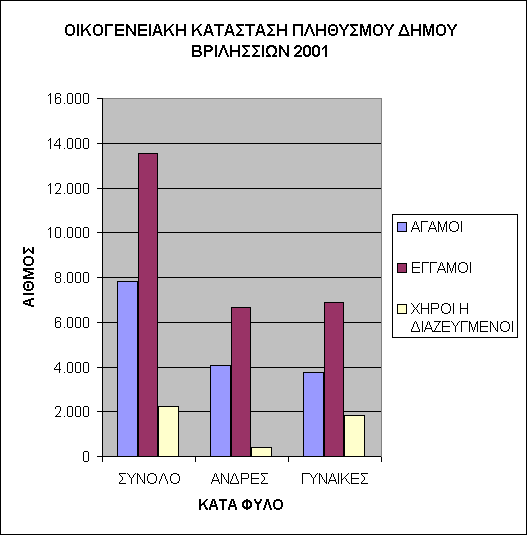 ΟΙΚΟΓΕΝΕΙΑΚΗ ΚΑΤΑΣΤΑΣΗ ΠΛΗΘΥΣΜΟΥ ΔΗΜΟΥ
ΒΡΙΛΗΣΣΙΩΝ 2001
16.000
14.000
12.000
10.000
8.000
6.000
4.000
2.000
0
ΑΙΘΜΟΣ
ΣΥΝΟΛΟ ΑΝΔΡΕΣ ΓΥΝΑΙΚΕΣ
ΚΑΤΑ ΦΥΛΟ
ΑΓΑΜΟΙ
ΕΓΓΑΜΟΙ
ΧΗΡΟΙ Η
ΔΙΑΖΕΥΓΜΕΝΟΙ